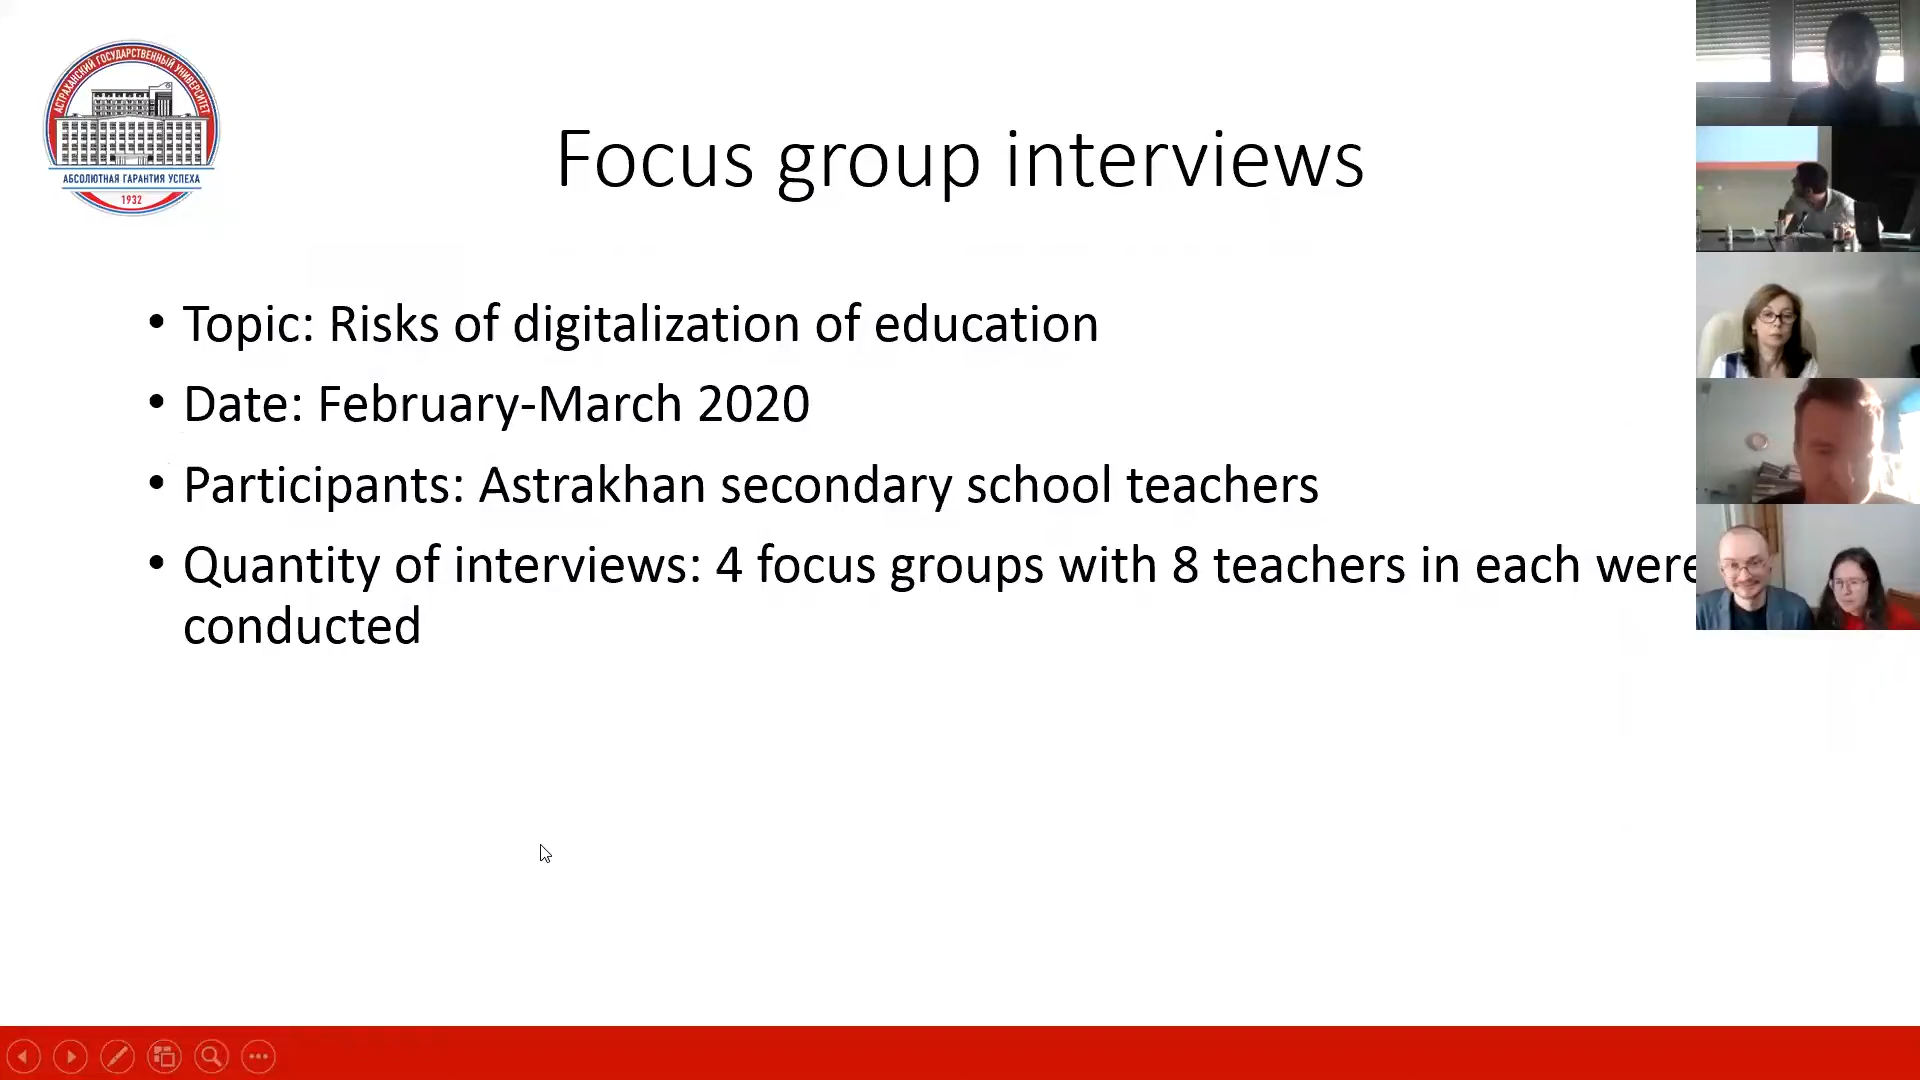 АСТРАХАНСКИЙ ГОСУДАРСТВЕННЫЙ УНИВЕРСИТЕТ
АБСОЛЮТНАЯ ГАРАНТИЯ УСПЕХА
1932
Focus group interviews
• Topic: Risks of digitalization of education
• Date: February-March 2020
• Participants: Astrakhan secondary school teachers
• Quantity of interviews: 4 focus groups with 8 teachers in each were
conducted